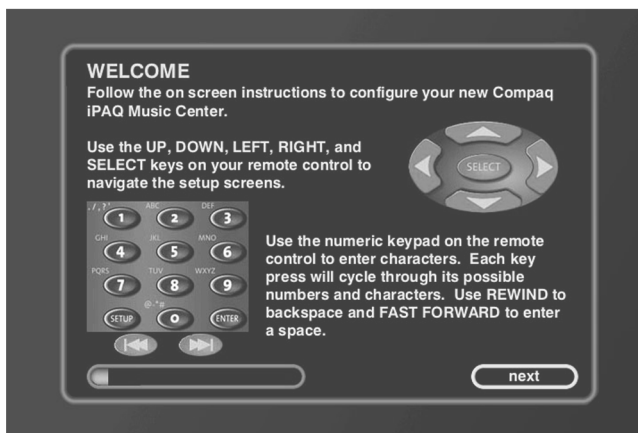 WELCOME
Follow the on screen instructions to configure your new Compaq
iPAQ Music Center.
Use the UP, DOWN, LEFT, RIGHT, and
SELECT keys on your remote control to
navigate the setup screens.
SELECT
./,?'
ABC
DEF
1
2
3
GHI
JKL
MNO
4
5
6
PQRS
TUV
WXYZ
7
8
9
@-*#
SETUP
0
ENTER
Use the numeric keypad on the remote
control to enter characters. Each key
press will cycle through its possible
numbers and characters. Use REWIND to
backspace and FAST FORWARD to enter
a space.
next